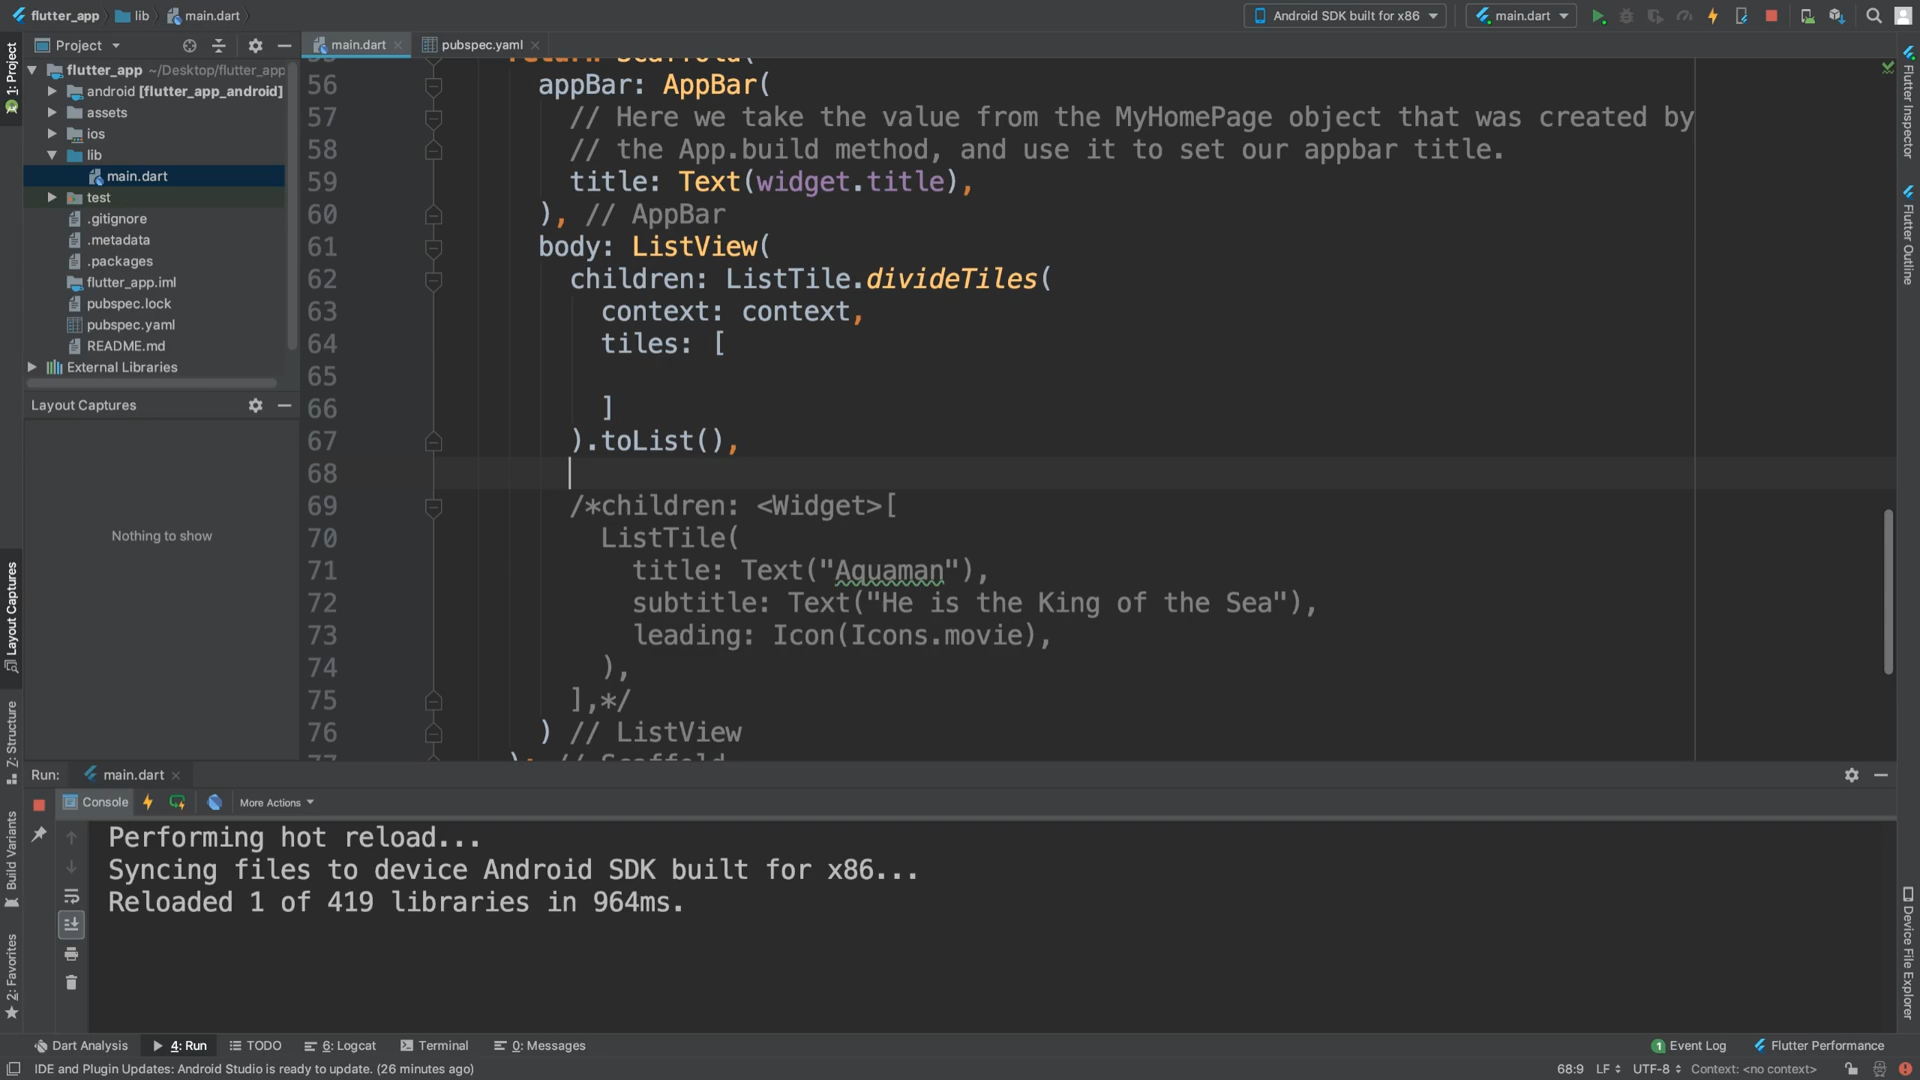 flutter_app lib main.dart Android SDK built for x86 main.dart
Project main.dart pubspec.yaml
flutter_app ~/Desktop/flutter_app
android [flutter_app_android]
assets
ios
lib
main.dart
test
.gitignore
.metadata
.packages
flutter_app.iml
pubspec.lock
pubspec.yaml
README.md
External Libraries
Layout Captures
Nothing to show
1: Project
Layout Captures
Z: Structure
Build Variants
2: Favorites
56 appBar: AppBar(
57 // Here we take the value from the MyHomePage object that was created by
58 // the App.build method, and use it to set our appbar title.
59 title: Text(widget.title),
60 ), // AppBar
61 body: ListView(
62 children: ListTile.divideTiles(
63 context: context,
64 tiles: [
65
66 ]
67 ).toList(),
68
69 /*children: <Widget>[
70 ListTile(
71 title: Text("Aquaman"),
72 subtitle: Text("He is the King of the Sea"),
73 leading: Icon(Icons.movie),
74 ),
75 ],*/
76 ) // ListView
Flutter Inspector
Flutter Outline
Device File Explorer
Run: main.dart
Console More Actions
Performing hot reload...
Syncing files to device Android SDK built for x86...
Reloaded 1 of 419 libraries in 964ms.
Dart Analysis 4: Run TODO 6: Logcat Terminal 0: Messages 1 Event Log Flutter Performance
IDE and Plugin Updates: Android Studio is ready to update. (26 minutes ago) 68:9 LF UTF-8 Context: <no context>